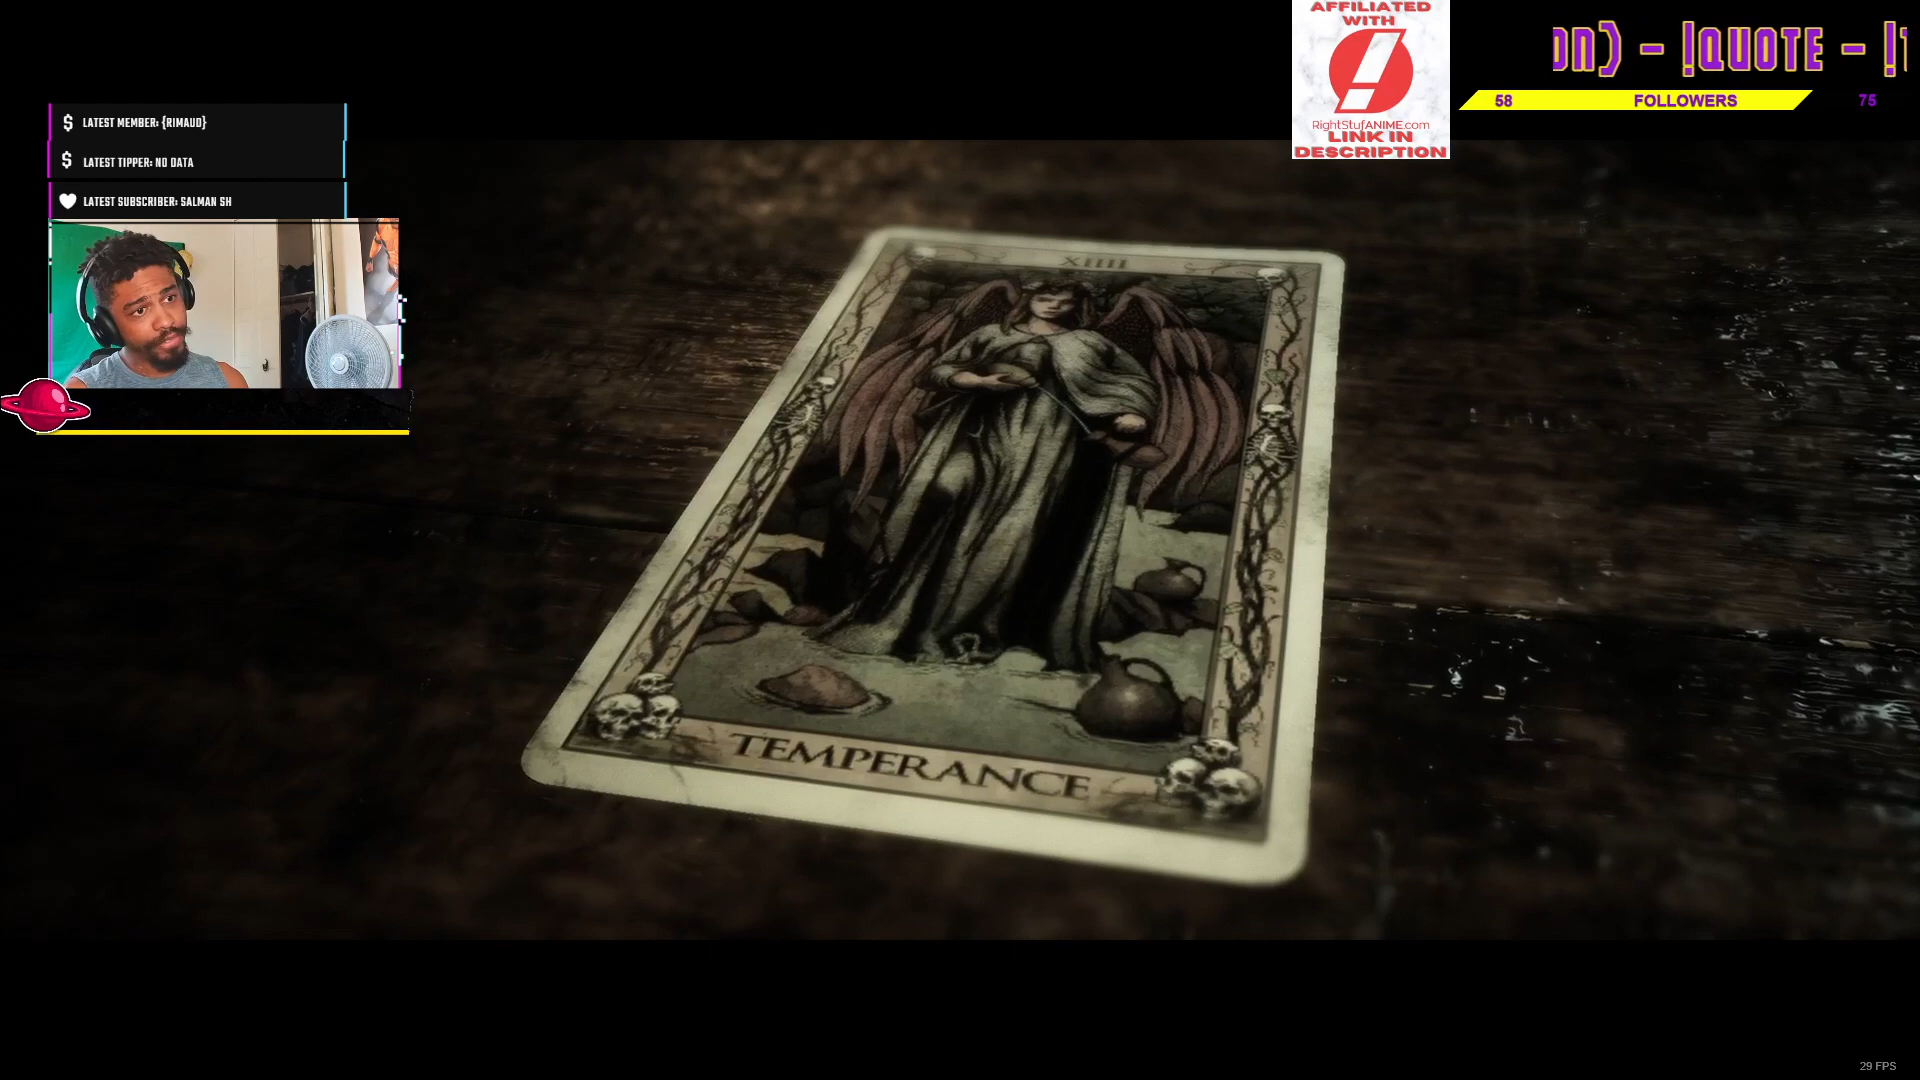 AFFILIATED
WITH
RightStufANIME.com
LINK IN
DESCRIPTION
ON) - !QUOTE - !
58 FOLLOWERS 75
$ LATEST MEMBER: {RIMAUD}
$ LATEST TIPPER: NO DATA
LATEST SUBSCRIBER: SALMAN SH
XIIII
TEMPERANCE
29 FPS